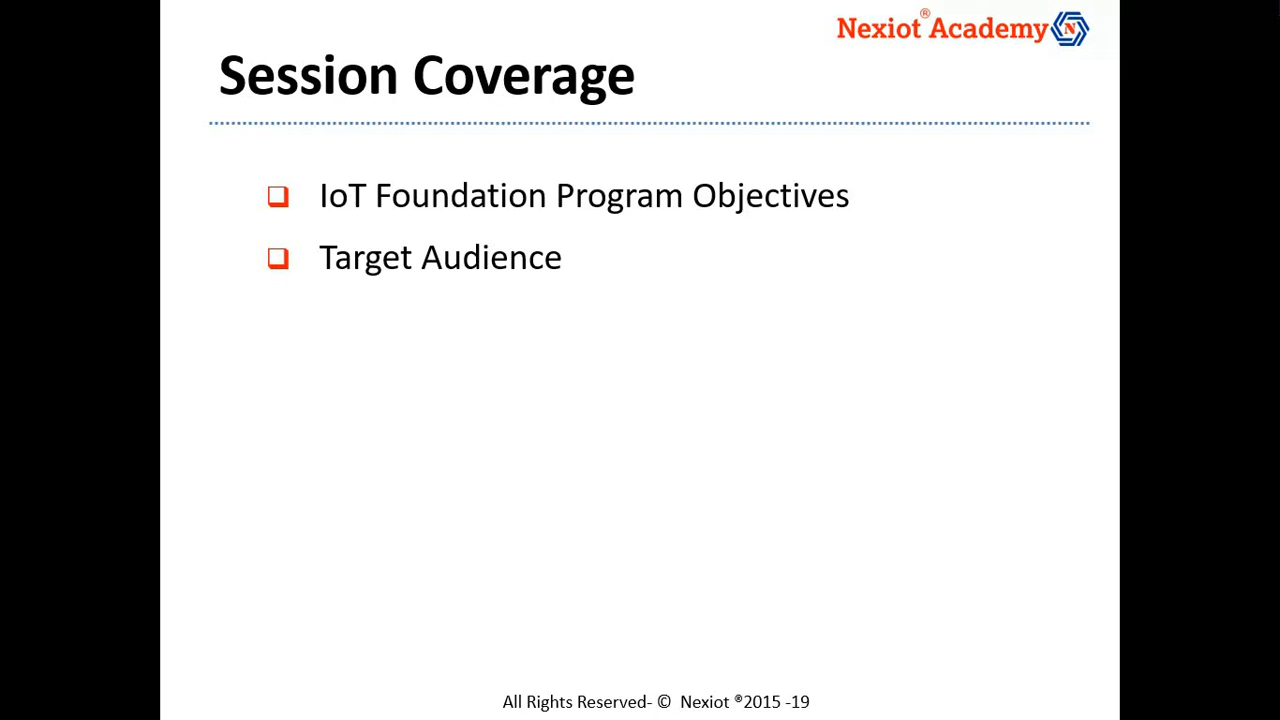 Nexiot® Academy N
Session Coverage
IoT Foundation Program Objectives
Target Audience
All Rights Reserved- © Nexiot ®2015 -19